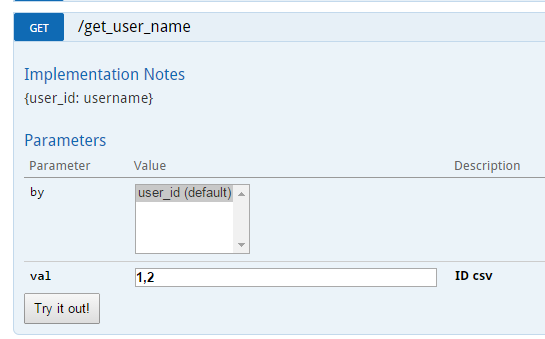 GET /get_user_name
Implementation Notes
{user_id: username}
Parameters
Parameter Value Description
by user_id (default)
val 1,2 ID csv
Try it out!